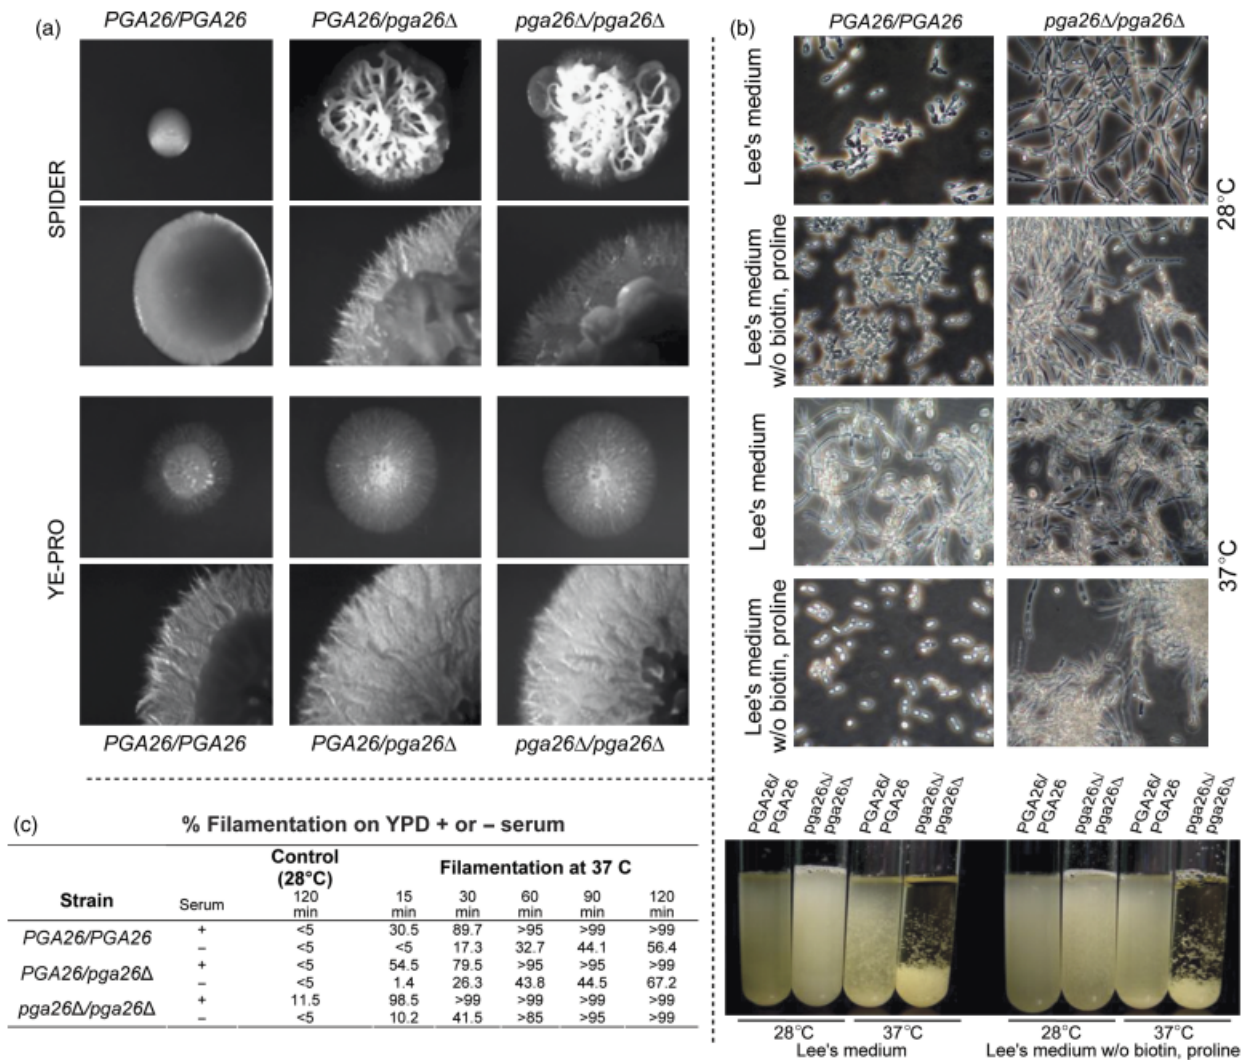 (a)
PGA26/PGA26 PGA26/pga26Δ pga26Δ/pga26Δ
SPIDER
YE-PRO
PGA26/PGA26 PGA26/pga26Δ pga26Δ/pga26Δ
(b)
PGA26/PGA26 pga26Δ/pga26Δ
Lee's medium
Lee's medium
w/o biotin, proline
28°C
Lee's medium
Lee's medium
w/o biotin, proline
37°C
PGA26/
PGA26
pga26Δ/
pga26Δ
PGA26/
PGA26
pga26Δ/
pga26Δ
PGA26/
PGA26
pga26Δ/
pga26Δ
PGA26/
PGA26
pga26Δ/
pga26Δ
28°C 37°C 28°C 37°C
Lee's medium Lee's medium w/o biotin, proline
(c)
% Filamentation on YPD + or – serum
Control
(28°C)
Filamentation at 37 C
Strain Serum 120 min 15 min 30 min 60 min 90 min 120 min
PGA26/PGA26 + <5 30.5 89.7 >95 >99 >99
– <5 <5 17.3 32.7 44.1 56.4
PGA26/pga26Δ + <5 54.5 79.5 >95 >95 >99
– <5 1.4 26.3 43.8 44.5 67.2
pga26Δ/pga26Δ + 11.5 98.5 >99 >99 >99 >99
– <5 10.2 41.5 >85 >95 >99